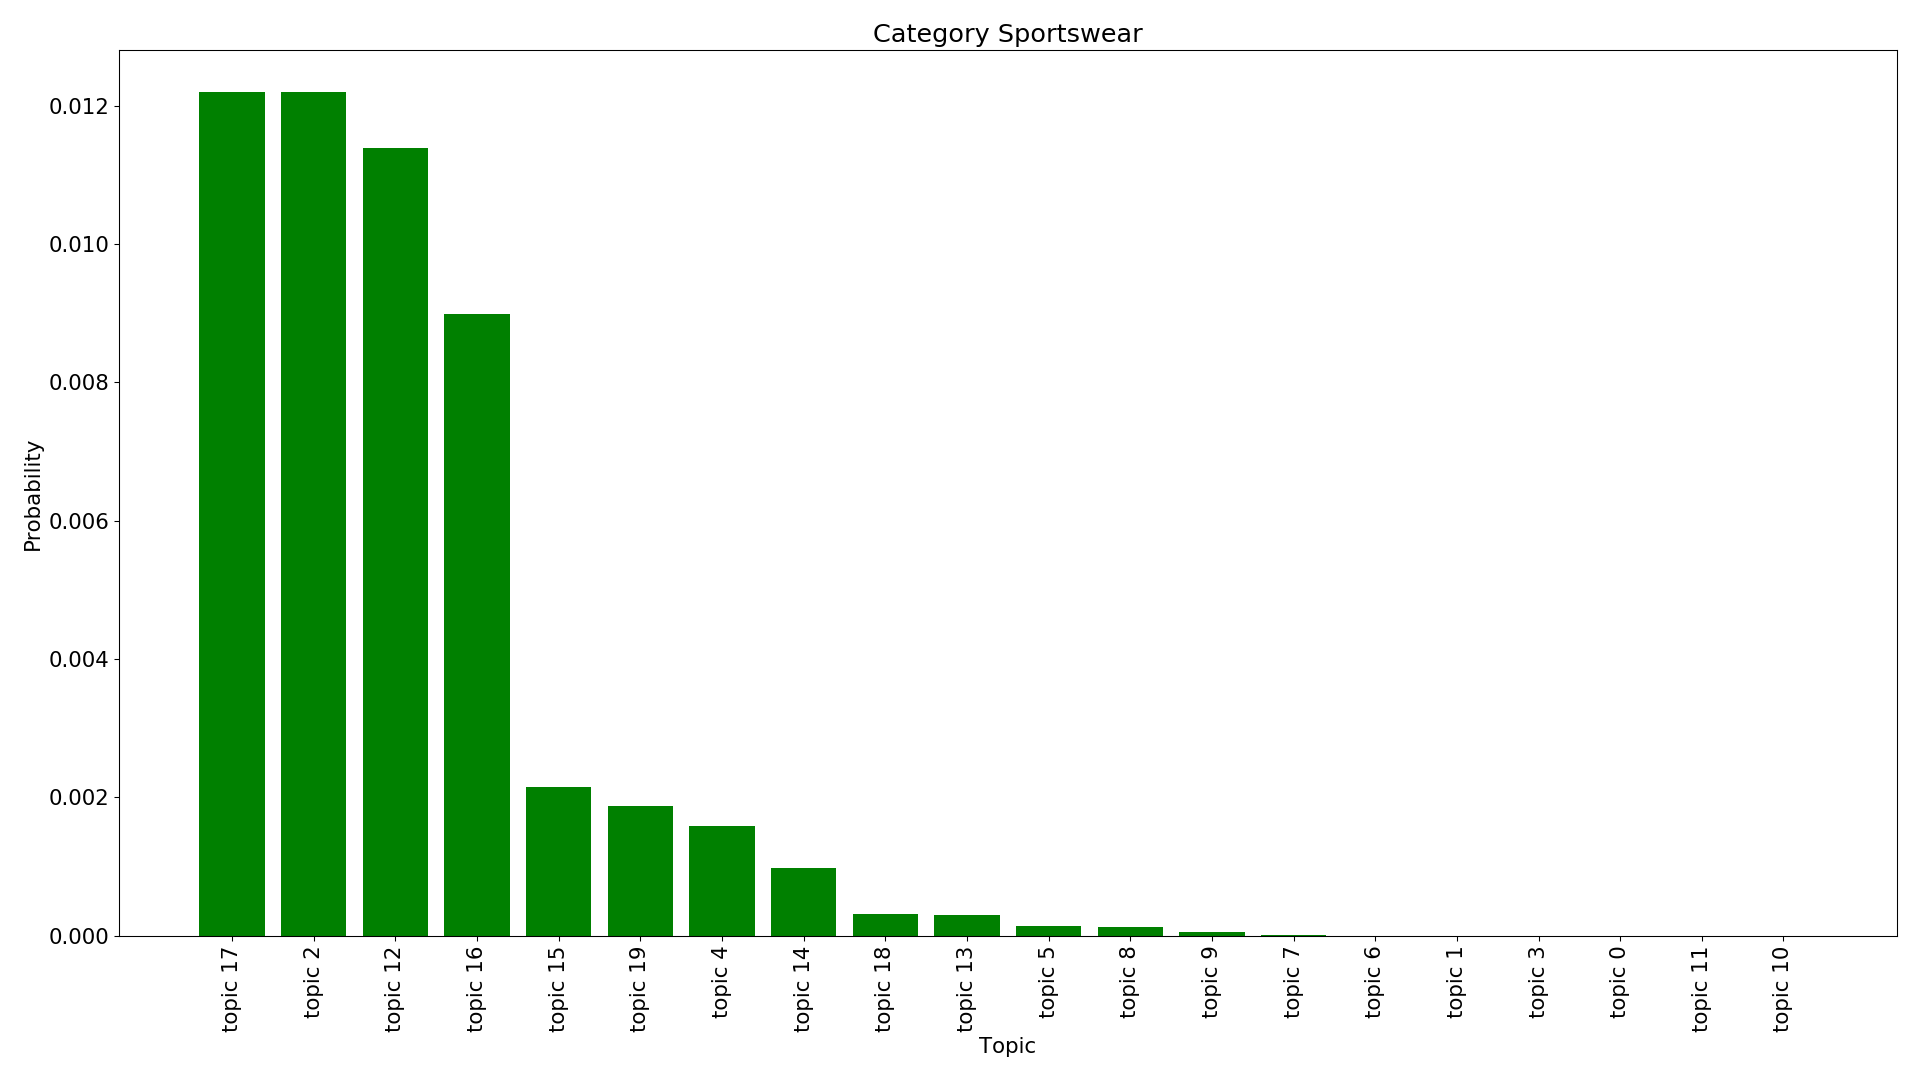 Category Sportswear
0.012
0.010
0.008
0.006
0.004
0.002
0.000
Probability
topic 17
topic 2
topic 12
topic 16
topic 15
topic 19
topic 4
topic 14
topic 18
topic 13
topic 5
topic 8
topic 9
topic 7
topic 6
topic 1
topic 3
topic 0
topic 11
topic 10
Topic